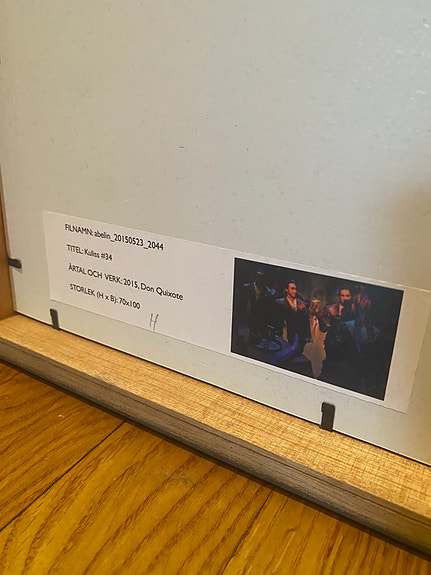 FILNAMN: abelin_20150523_2044
TITEL: Kuliss #34
ÅRTAL OCH VERK: 2015, Don Quixote
STORLEK (H x B): 70x100